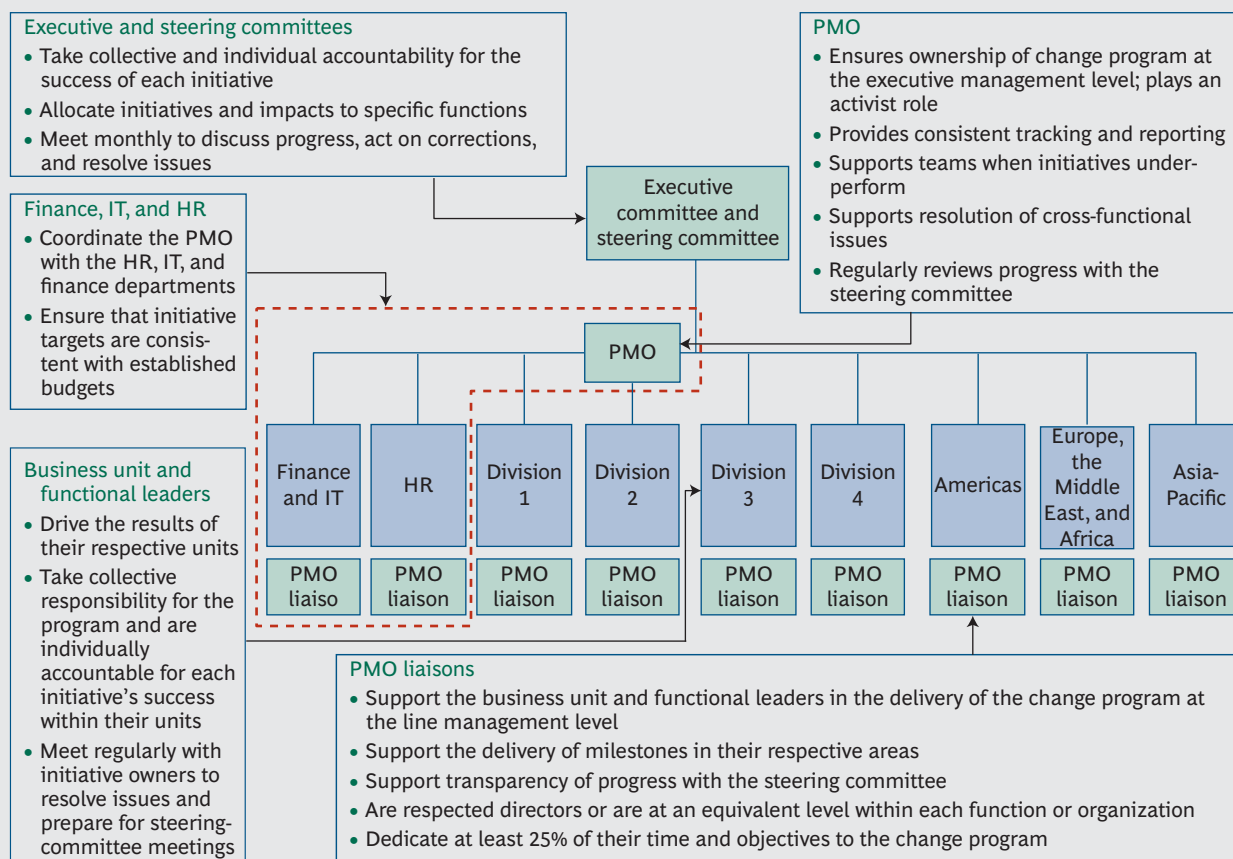 Executive and steering committees
• Take collective and individual accountability for the
success of each initiative
• Allocate initiatives and impacts to specific functions
• Meet monthly to discuss progress, act on corrections,
and resolve issues
PMO
• Ensures ownership of change program at
the executive management level; plays an
activist role
• Provides consistent tracking and reporting
• Supports teams when initiatives under-
perform
• Supports resolution of cross-functional
issues
• Regularly reviews progress with the
steering committee
Finance, IT, and HR
• Coordinate the PMO
with the HR, IT, and
finance departments
• Ensure that initiative
targets are consis-
tent with established
budgets
Executive
committee and
steering committee
PMO
Finance
and IT
HR
Division
1
Division
2
Division
3
Division
4
Americas
Europe,
the
Middle
East, and
Africa
Asia-
Pacific
PMO
liaiso
PMO
liaison
PMO
liaison
PMO
liaison
PMO
liaison
PMO
liaison
PMO
liaison
PMO
liaison
PMO
liaison
Business unit and
functional leaders
• Drive the results of
their respective units
• Take collective
responsibility for the
program and are
individually
accountable for each
initiative's success
within their units
• Meet regularly with
initiative owners to
resolve issues and
prepare for steering-
committee meetings
PMO liaisons
• Support the business unit and functional leaders in the delivery of the change program at
the line management level
• Support the delivery of milestones in their respective areas
• Support transparency of progress with the steering committee
• Are respected directors or are at an equivalent level within each function or organization
• Dedicate at least 25% of their time and objectives to the change program